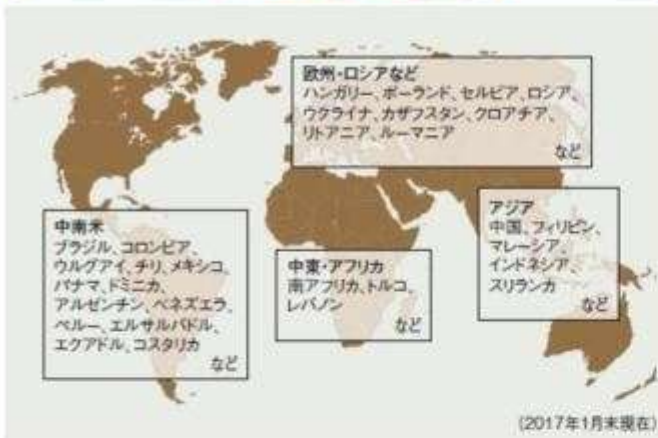 欧州・ロシアなど
ハンガリー、ポーランド、セルビア、ロシア、
ウクライナ、カザフスタン、クロアチア、
リトアニア、ルーマニア
など
中南米
ブラジル、コロンビア、
ウルグアイ、チリ、メキシコ、
パナマ、ドミニカ、
アルゼンチン、ベネズエラ、
ペルー、エルサルバドル、
エクアドル、コスタリカ
など
中東・アフリカ
南アフリカ、トルコ、
レバノン
など
アジア
中国、フィリピン、
マレーシア、
インドネシア、
スリランカ
など
(2017年1月末現在)